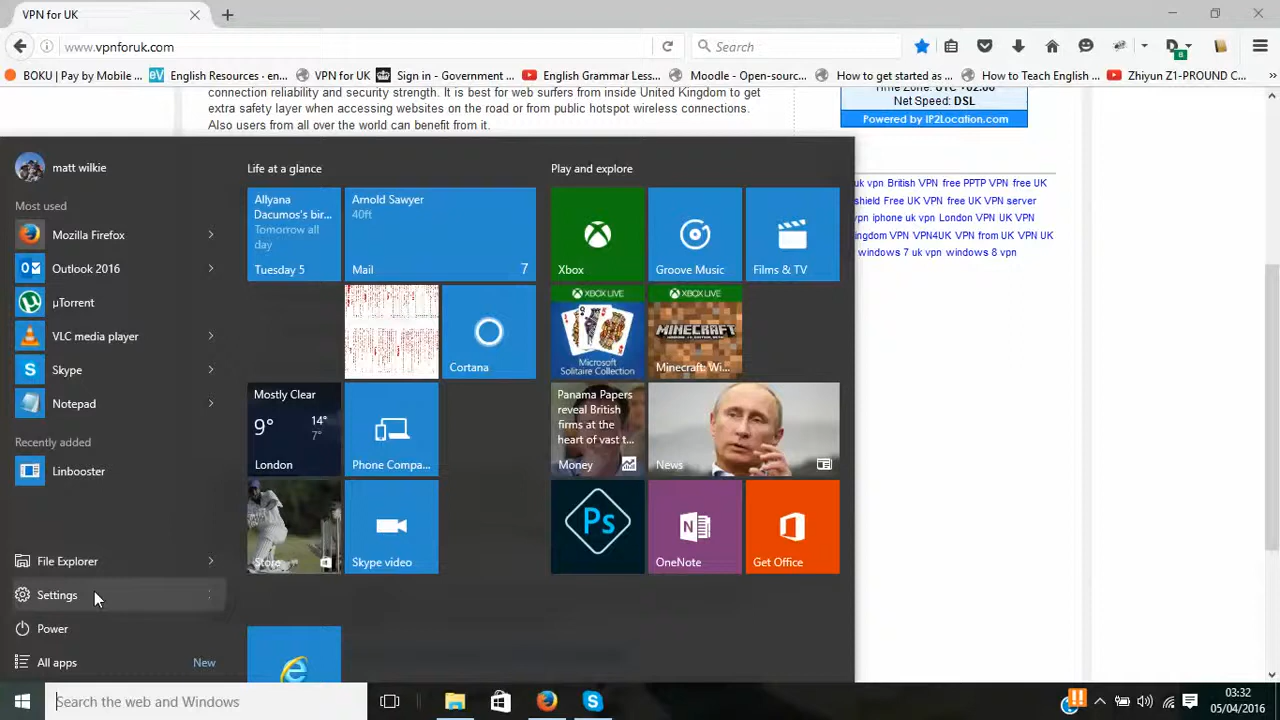 VPN for UK
www.vpnforuk.com
Search
8
BOKU | Pay by Mobile ...
English Resources - en...
VPN for UK
Sign in - Government ...
English Grammar Less...
Moodle - Open-sourc...
How to get started as ...
How to Teach English ...
Zhiyun Z1-PROUND C...
connection reliability and security strength. It is best for web surfers from inside United Kingdom to get
extra safety layer when accessing websites on the road or from public hotspot wireless connections.
Also users from all over the world can benefit from it.
Net Speed: DSL
Powered by IP2Location.com
uk vpn British VPN free PPTP VPN free UK
shield Free UK VPN free UK VPN server
vpn iphone uk vpn London VPN UK VPN
ingdom VPN VPN4UK VPN from UK VPN UK
windows 7 uk vpn windows 8 vpn
matt wilkie
Most used
Mozilla Firefox
Outlook 2016
µTorrent
VLC media player
Skype
Notepad
Recently added
Linbooster
File Explorer
Settings
Power
All apps
New
Life at a glance
Allyana
Dacumos's bir...
Tomorrow all
day
Tuesday 5
Arnold Sawyer
40ft
Mail
7
Cortana
Mostly Clear
9°
14°
7°
London
Phone Compa...
Store
Skype video
Play and explore
Xbox
Groove Music
Films & TV
XBOX LIVE
Microsoft
Solitaire Collection
XBOX LIVE
MINECRAFT
Minecraft: Wi...
Panama Papers
reveal British
firms at the
heart of vast t...
Money
News
Ps
OneNote
Get Office
Search the web and Windows
03:32
05/04/2016